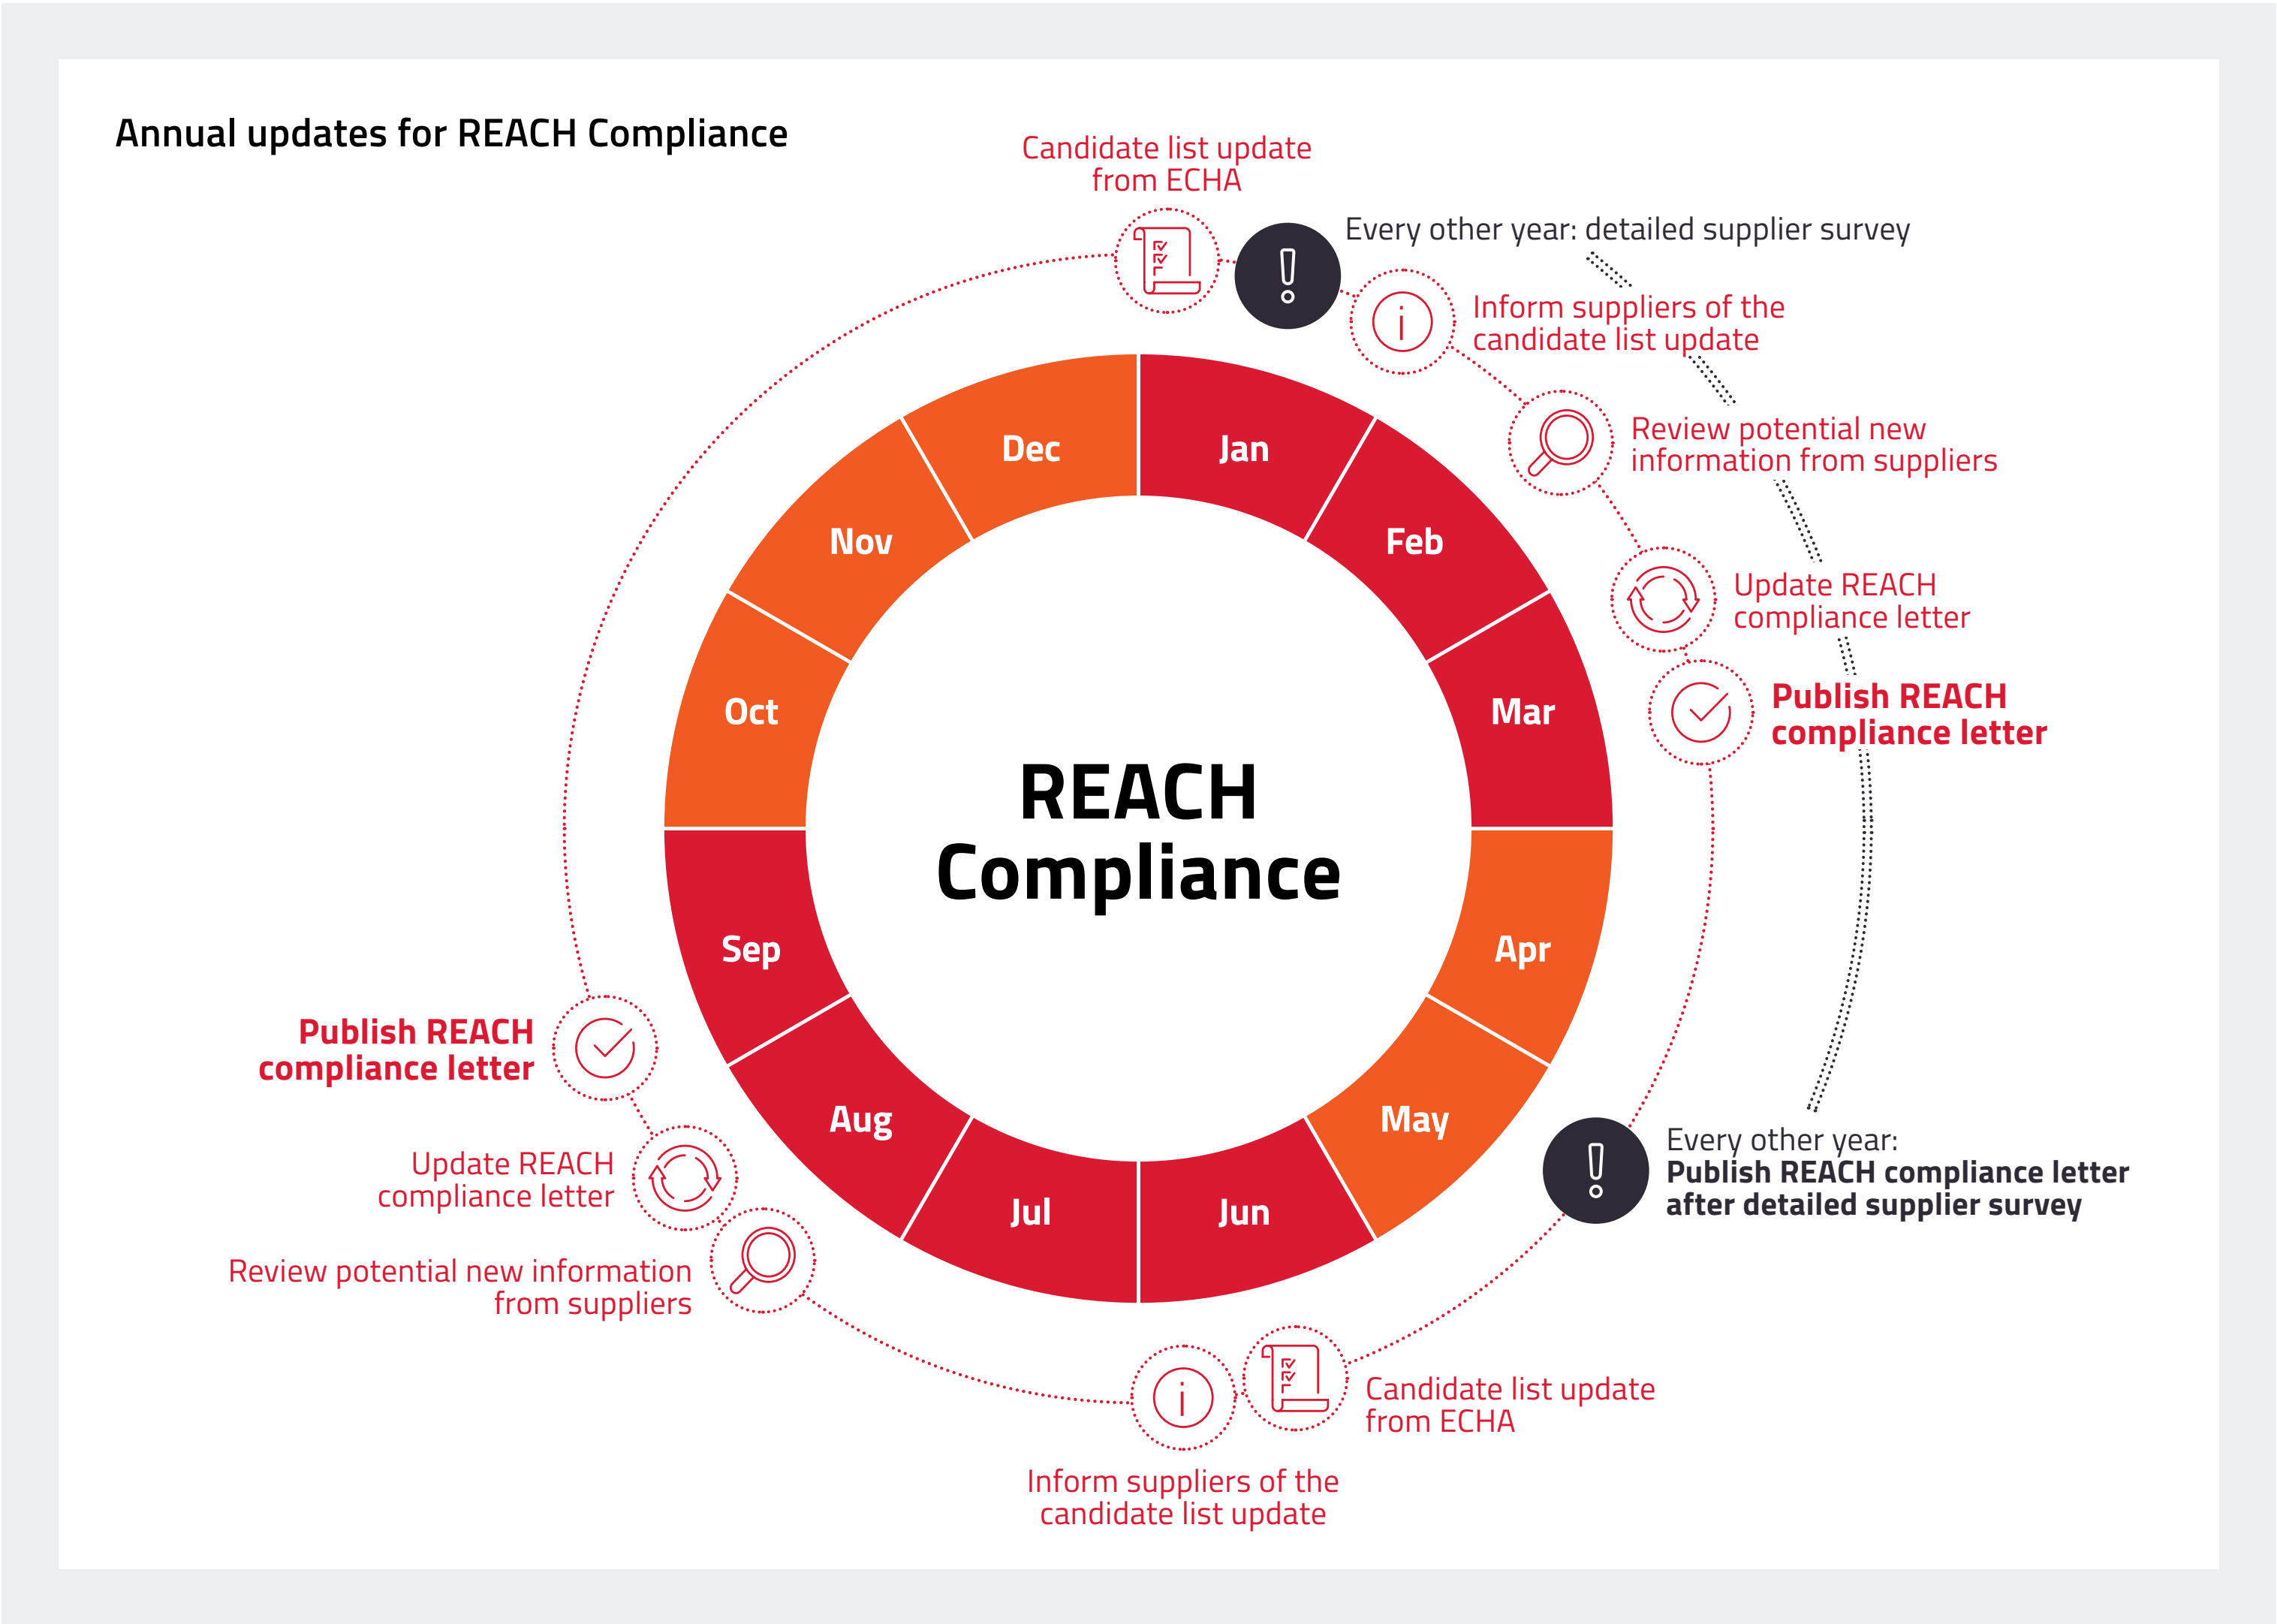 Annual updates for REACH Compliance
Candidate list update
from ECHA
Every other year: detailed supplier survey
Inform suppliers of the
candidate list update
Review potential new
information from suppliers
Update REACH
compliance letter
Publish REACH
compliance letter
Every other year:
Publish REACH compliance letter
after detailed supplier survey
Candidate list update
from ECHA
Inform suppliers of the
candidate list update
Review potential new information
from suppliers
Update REACH
compliance letter
Publish REACH
compliance letter
Jan
Feb
Mar
Apr
May
Jun
Jul
Aug
Sep
Oct
Nov
Dec
REACH
Compliance